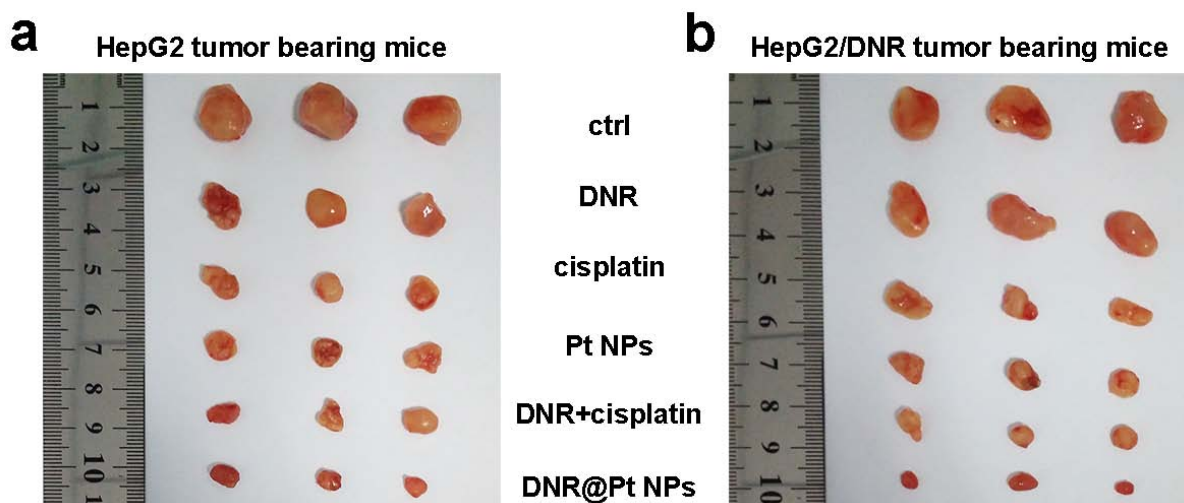 a
HepG2 tumor bearing mice
b
HepG2/DNR tumor bearing mice
ctrl
DNR
cisplatin
Pt NPs
DNR+cisplatin
DNR@Pt NPs
1
2
3
4
5
6
7
8
9
10
1
1
2
3
4
5
6
7
8
9
10